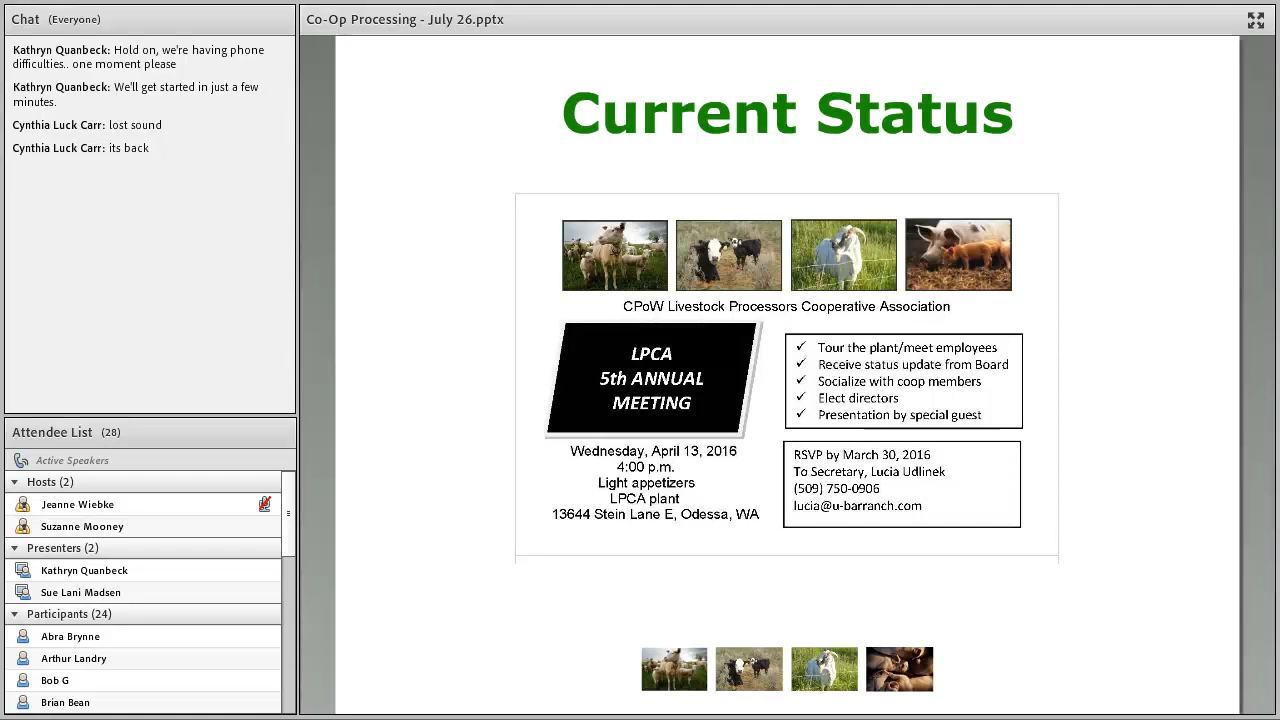 Chat (Everyone)
Kathryn Quanbeck: Hold on, we're having phone
difficulties.. one moment please
Kathryn Quanbeck: We'll get started in just a few
minutes.
Cynthia Luck Carr: lost sound
Cynthia Luck Carr: its back
Attendee List (28)
Active Speakers
Hosts (2)
Jeanne Wiebke
Suzanne Mooney
Presenters (2)
Kathryn Quanbeck
Sue Lani Madsen
Participants (24)
Abra Brynne
Arthur Landry
Bob G
Brian Bean
Co-Op Processing - July 26.pptx
Current Status
CPoW Livestock Processors Cooperative Association
LPCA
5th ANNUAL
MEETING
Wednesday, April 13, 2016
4:00 p.m.
Light appetizers
LPCA plant
13644 Stein Lane E, Odessa, WA
✓ Tour the plant/meet employees
✓ Receive status update from Board
✓ Socialize with coop members
✓ Elect directors
✓ Presentation by special guest
RSVP by March 30, 2016
To Secretary, Lucia Udlinek
(509) 750-0906
lucia@u-barranch.com